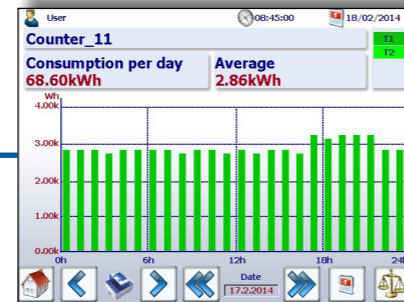 User 08:45:00 18/02/2014
Counter_11 T1
T2
Consumption per day Average
68.60kWh 2.86kWh
Wh
4.00k
3.00k
2.00k
1.00k
0.00k
0h 6h 12h 18h 24h
Date
17.2.2014